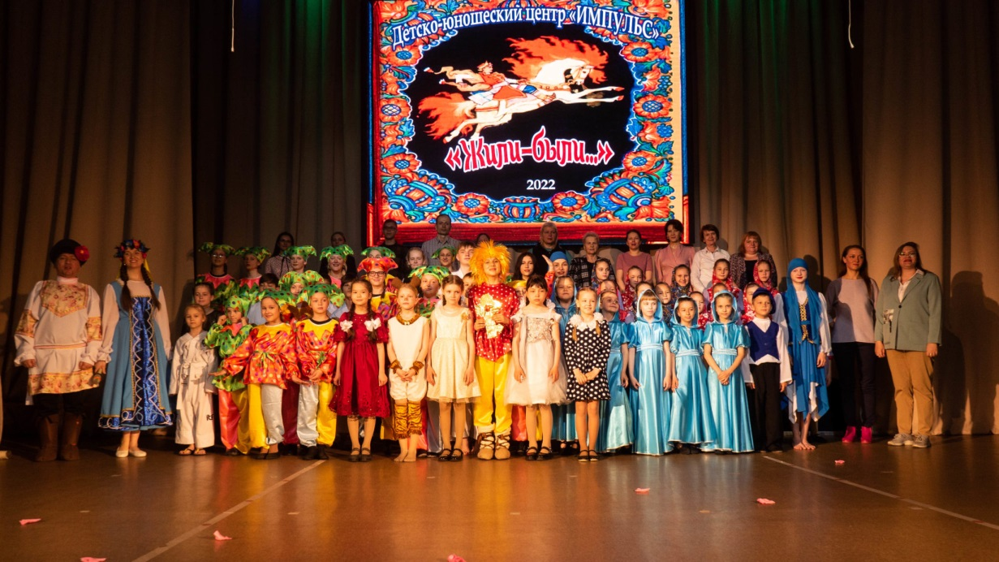 Детско-юношеский центр «ИМПУЛЬС»
«Жили-были...»
2022